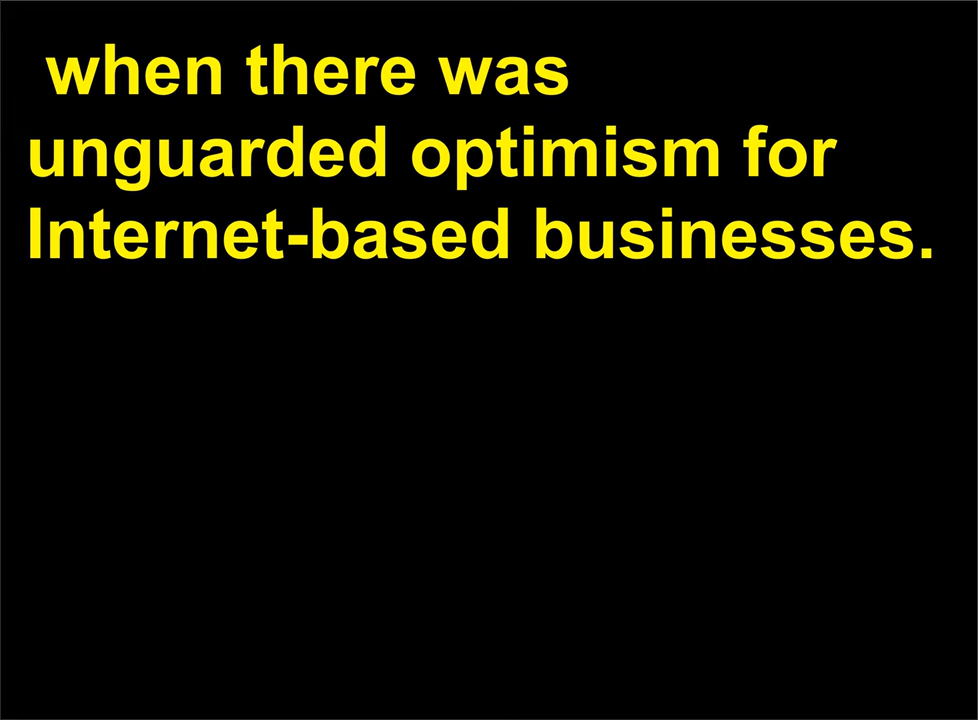 when there was
unguarded optimism for
Internet-based businesses.